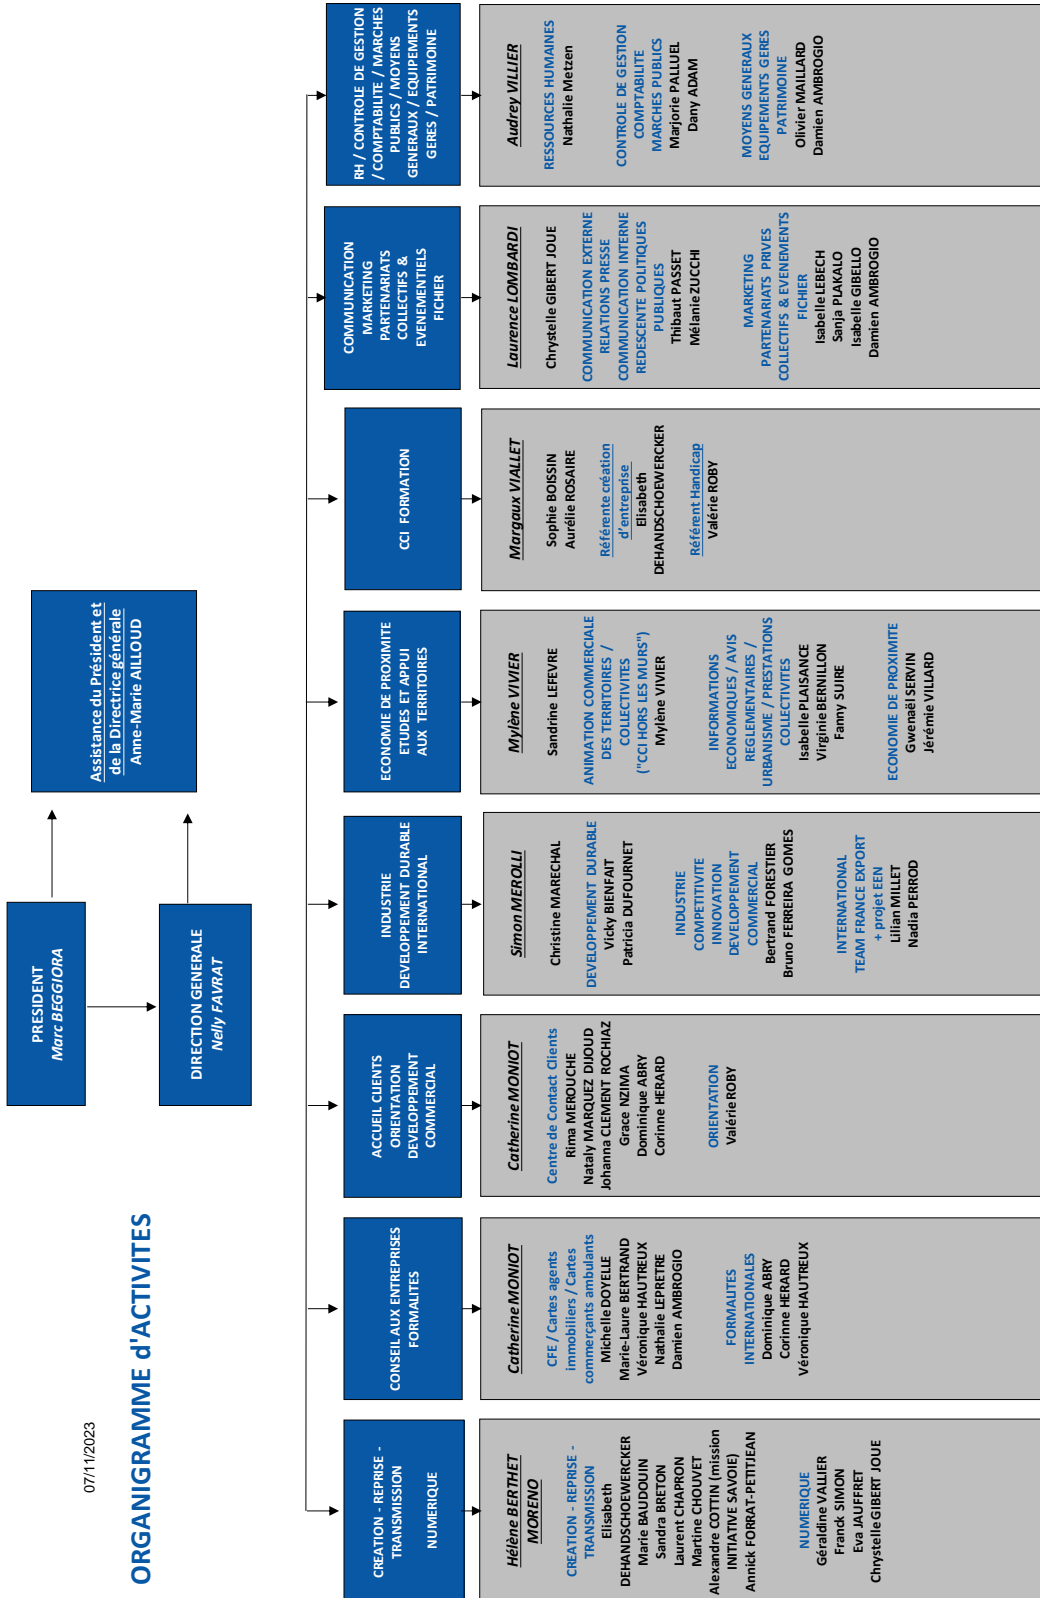 07/11/2023
ORGANIGRAMME d'ACTIVITES
PRESIDENT
Marc BEGGIORA
DIRECTION GENERALE
Nelly FAVRAT
Assistance du Président et
de la Directrice générale
Anne-Marie AILLOUD
CREATION - REPRISE -
TRANSMISSION
NUMERIQUE
Hélène BERTHET
MORENO
CREATION - REPRISE -
TRANSMISSION
Elisabeth
DEHANDSCHOEWERCKER
Marie BAUDOUIN
Sandra BRETON
Laurent CHAPRON
Martine CHOUVET
Alexandre COTTIN (mission
INITIATIVE SAVOIE)
Annick FORRAT-PETITJEAN
NUMERIQUE
Géraldine VALLIER
Franck SIMON
Eva JAUFFRET
Chrystelle GIBERT JOUE
CONSEIL AUX ENTREPRISES
FORMALITES
Catherine MONIOT
CFE / Cartes agents
immobiliers / Cartes
commerçants ambulants
Michelle DOYELLE
Marie-Laure BERTRAND
Véronique HAUTREUX
Nathalie LEPRETRE
Damien AMBROGIO
FORMALITES
INTERNATIONALES
Dominique ABRY
Corinne HERARD
Véronique HAUTREUX
ACCUEIL CLIENTS
ORIENTATION
DEVELOPPEMENT
COMMERCIAL
Catherine MONIOT
Centre de Contact Clients
Rima MEROUCHE
Nataly MARQUEZ DIJOUD
Johanna CLEMENT ROCHIAZ
Grace NZIMA
Dominique ABRY
Corinne HERARD
ORIENTATION
Valérie ROBY
INDUSTRIE
DEVELOPPEMENT DURABLE
INTERNATIONAL
Simon MEROLLI
Christine MARECHAL
DEVELOPPEMENT DURABLE
Vicky BIENFAIT
Patricia DUFOURNET
INDUSTRIE
COMPETITIVITE
INNOVATION
DEVELOPPEMENT
COMMERCIAL
Bertrand FORESTIER
Bruno FERREIRA GOMES
INTERNATIONAL
TEAM FRANCE EXPORT
+ projet EEN
Lilian MILLET
Nadia PERROD
ECONOMIE DE PROXIMITE
ETUDES ET APPUI
AUX TERRITOIRES
Mylène VIVIER
Sandrine LEFEVRE
ANIMATION COMMERCIALE
DES TERRITOIRES /
COLLECTIVITES
("CCI HORS LES MURS")
Mylène VIVIER
INFORMATIONS
ECONOMIQUES / AVIS
REGLEMENTAIRES /
URBANISME / PRESTATIONS
COLLECTIVITES
Isabelle PLAISANCE
Virginie BERNILLON
Fanny SUIRE
ECONOMIE DE PROXIMITE
Gwenaël SERVIN
Jérémie VILLARD
CCI FORMATION
Margaux VIALLET
Sophie BOISSIN
Aurélie ROSAIRE
Référente création
d'entreprise
Elisabeth
DEHANDSCHOEWERCKER
Référent Handicap
Valérie ROBY
COMMUNICATION
MARKETING
PARTENARIATS
COLLECTIFS &
EVENEMENTIELS
FICHIER
Laurence LOMBARDI
Chrystelle GIBERT JOUE
COMMUNICATION EXTERNE
RELATIONS PRESSE
COMMUNICATION INTERNE
REDESCENTE POLITIQUES
PUBLIQUES
Thibaut PASSET
Mélanie ZUCCHI
MARKETING
PARTENARIATS PRIVES
COLLECTIFS & EVENEMENTS
FICHIER
Isabelle LEBECH
Sanja PIAKALO
Isabelle GIBELLO
Damien AMBROGIO
RH / CONTROLE DE GESTION
/ COMPTABILITE / MARCHES
PUBLICS / MOYENS
GENERAUX / EQUIPEMENTS
GERES / PATRIMOINE
Audrey VILLIER
RESSOURCES HUMAINES
Nathalie Metzen
CONTROLE DE GESTION
COMPTABILITE
MARCHES PUBLICS
Marjorie PALLUEL
Dany ADAM
MOYENS GENERAUX
EQUIPEMENTS GERES
PATRIMOINE
Olivier MAILLARD
Damien AMBROGIO